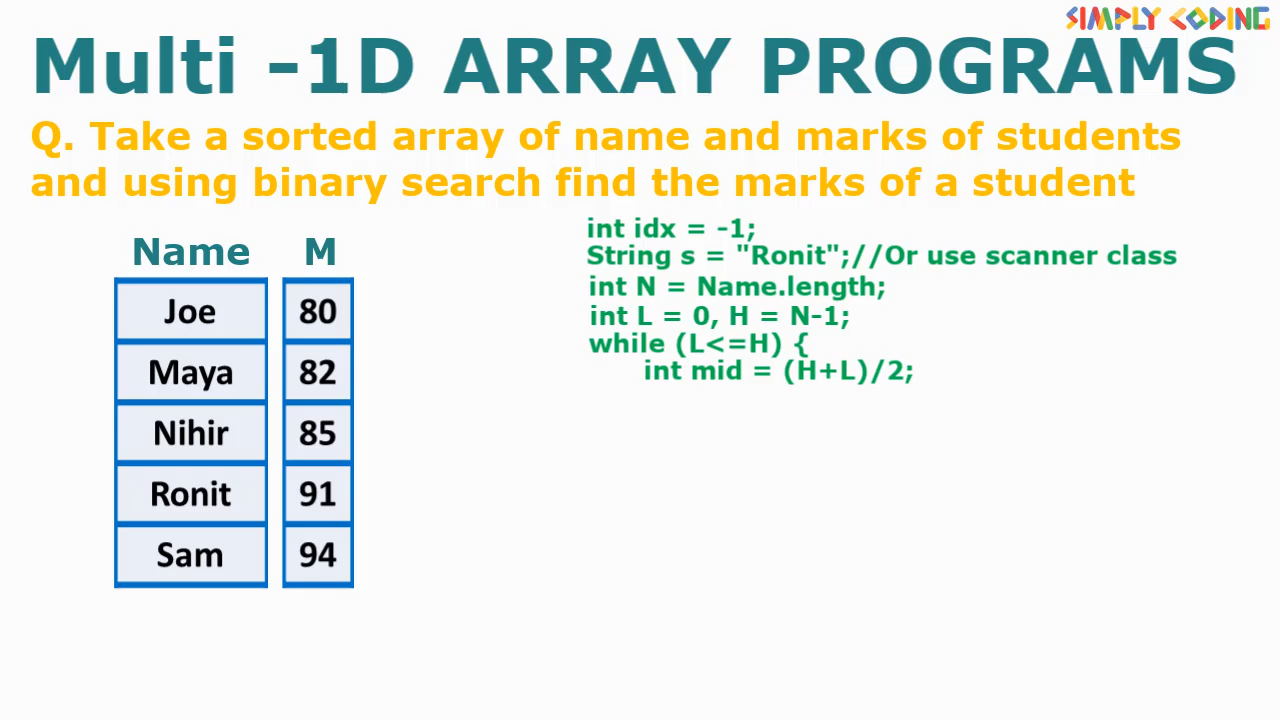 SIMPLY CODING
Multi -1D ARRAY PROGRAMS
Q. Take a sorted array of name and marks of students
and using binary search find the marks of a student
Name M
Joe 80
Maya 82
Nihir 85
Ronit 91
Sam 94
int idx = -1;
String s = "Ronit";//Or use scanner class
int N = Name.length;
int L = 0, H = N-1;
while (L<=H) {
int mid = (H+L)/2;